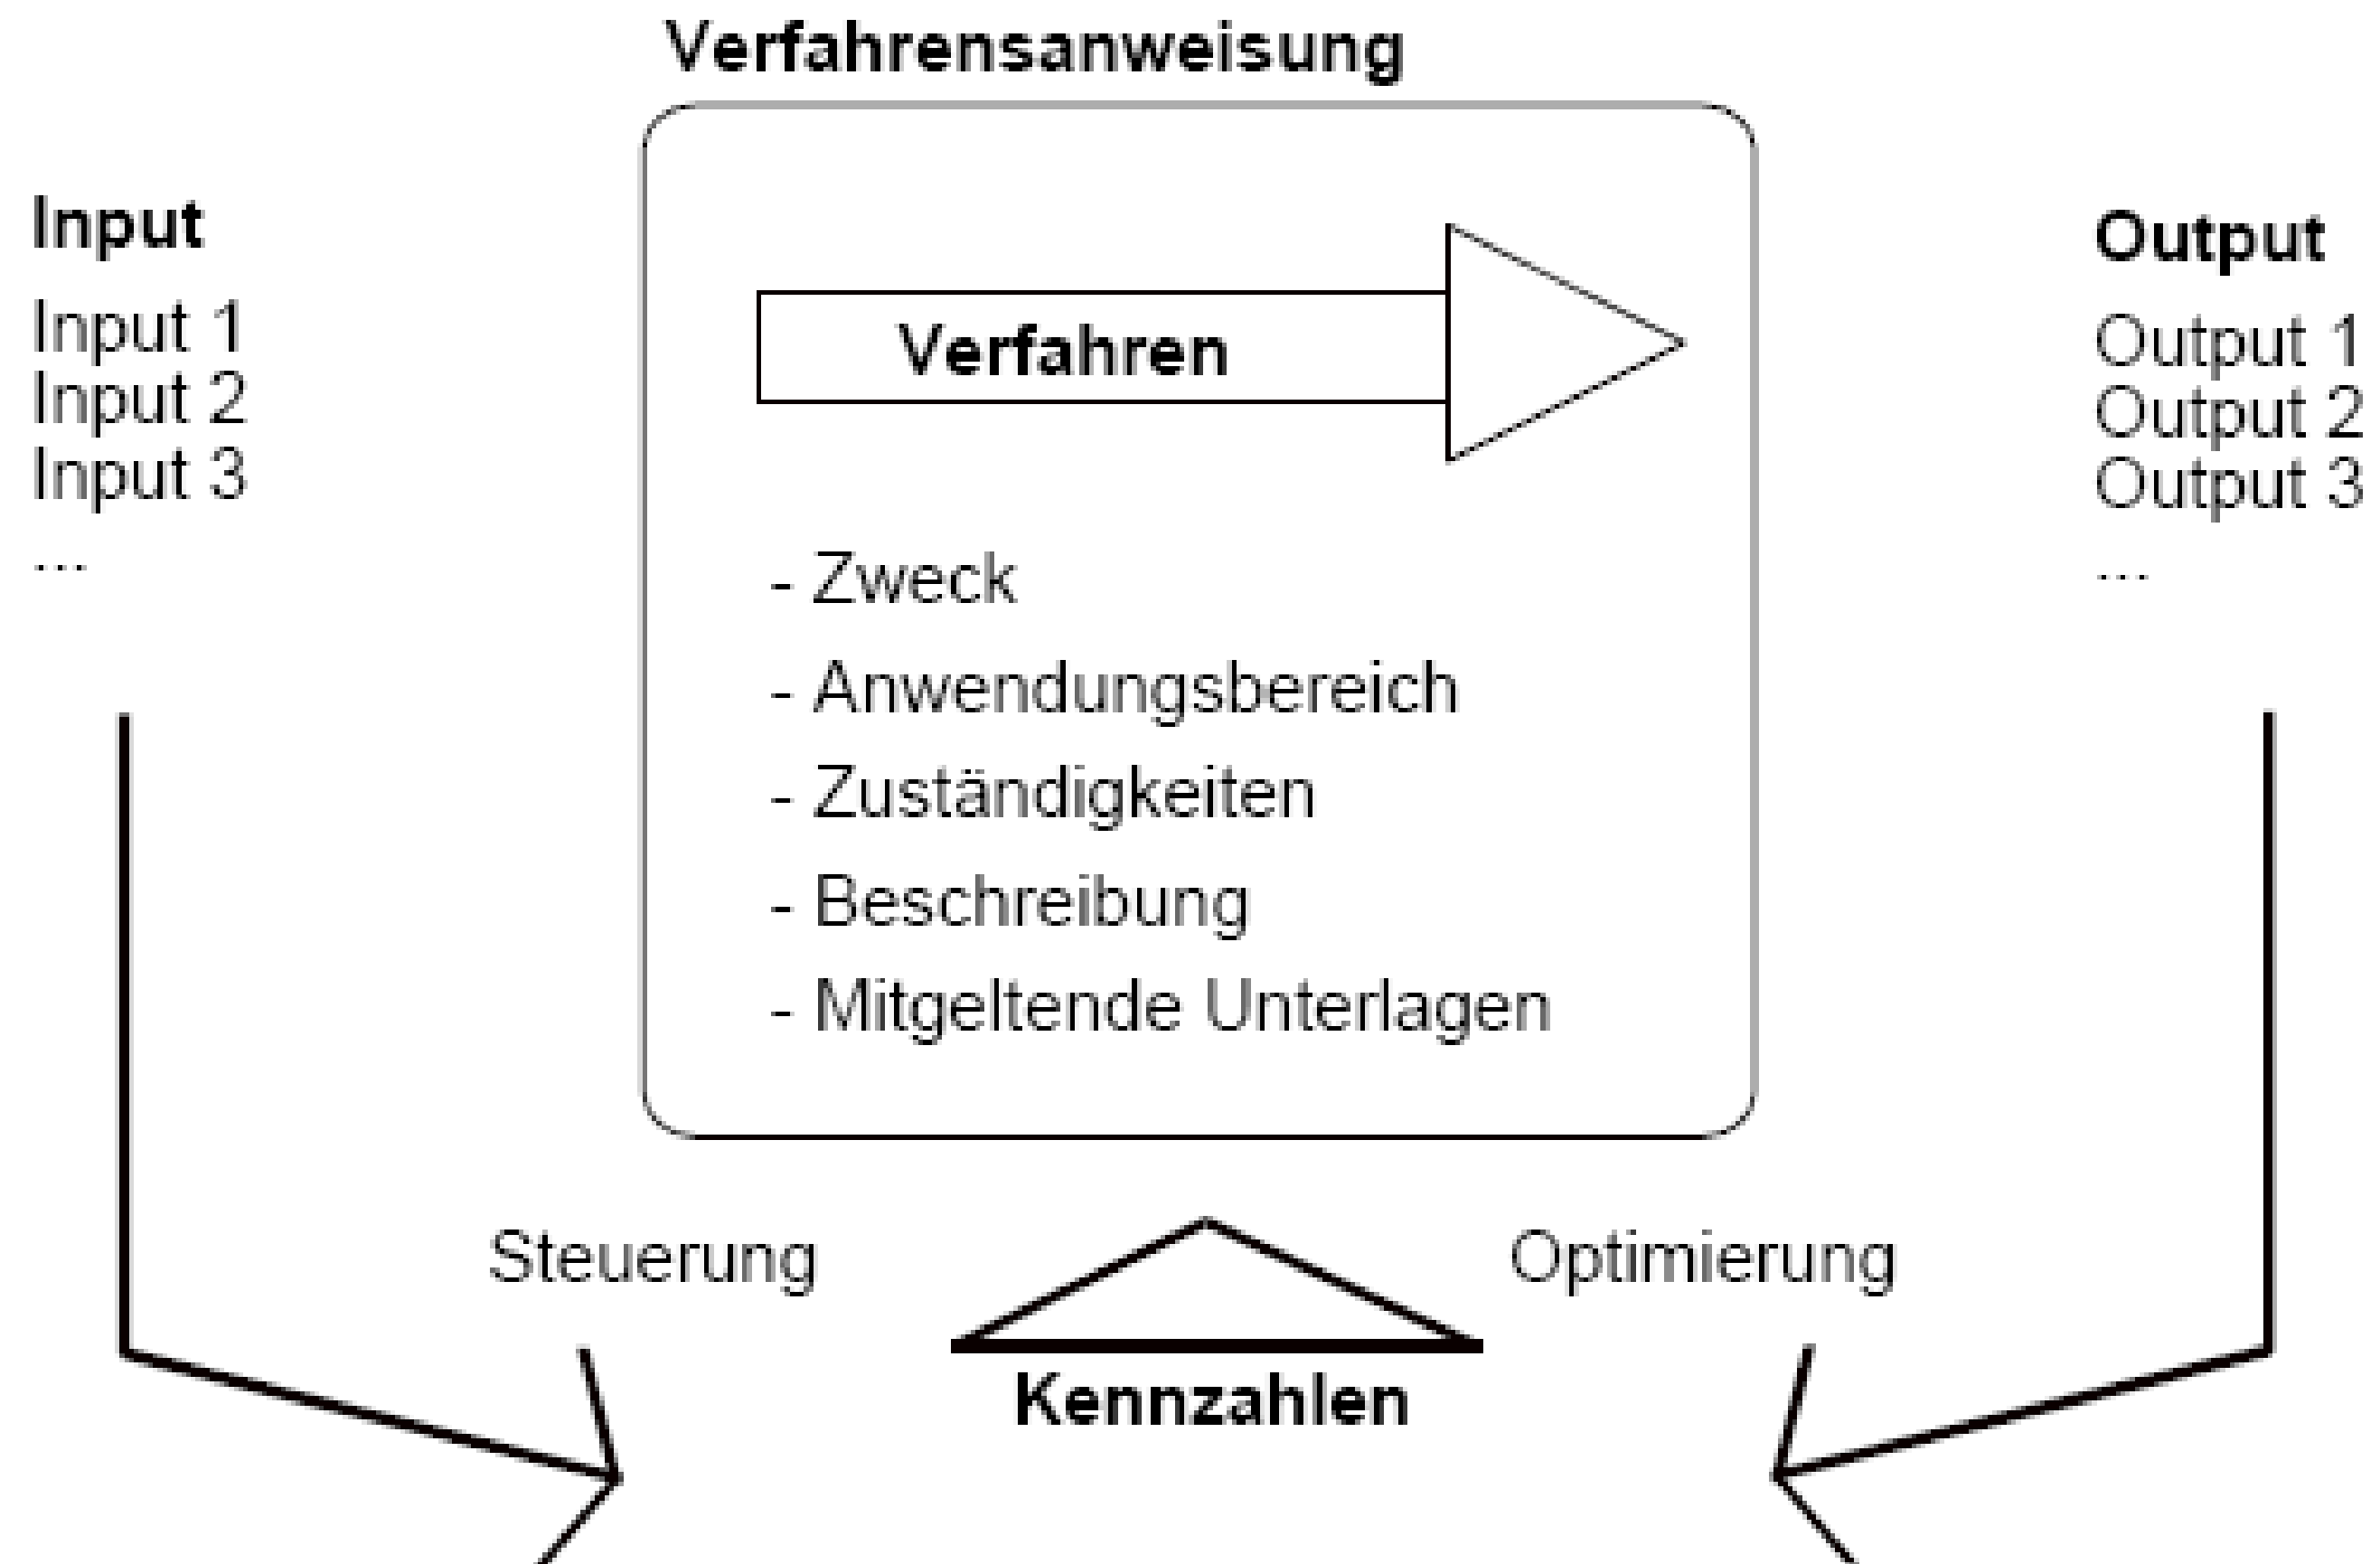 Verfahrensanweisung
Input
Input 1
Input 2
Input 3
...
Verfahren
- Zweck
- Anwendungsbereich
- Zuständigkeiten
- Beschreibung
- Mitgeltende Unterlagen
Output
Output 1
Output 2
Output 3
...
Steuerung
Optimierung
Kennzahlen